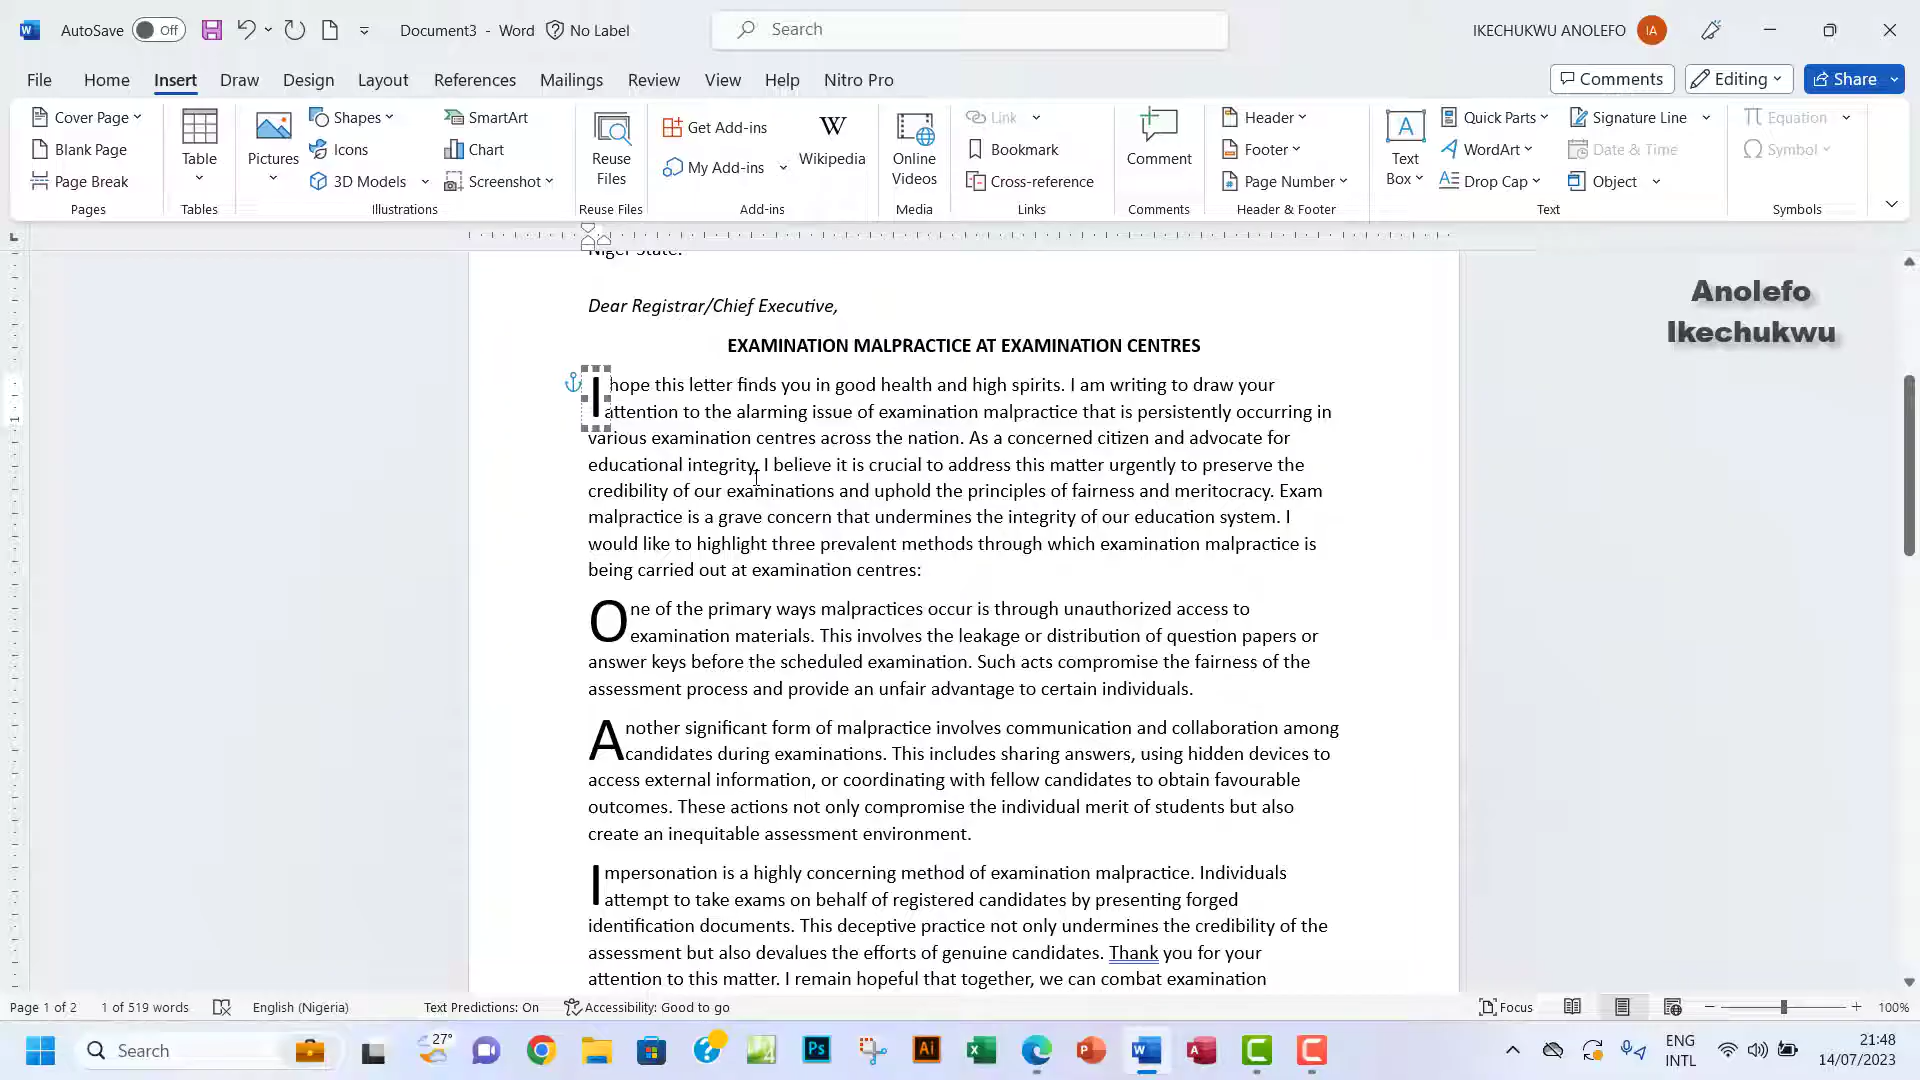 AutoSave Off Document3 - Word No Label Search IKECHUKWU ANOLEFO IA
File Home Insert Draw Design Layout References Mailings Review View Help Nitro Pro Comments Editing Share
Cover Page
Blank Page
Page Break
Pages
Table
Tables
Pictures
Shapes
Icons
3D Models
SmartArt
Chart
Screenshot
Illustrations
Reuse
Files
Reuse Files
Get Add-ins
My Add-ins
W
Wikipedia
Add-ins
Online
Videos
Media
Link
Bookmark
Cross-reference
Links
Comment
Comments
Header
Footer
Page Number
Header & Footer
A
Text
Box
Quick Parts
WordArt
Drop Cap
Signature Line
Date & Time
Object
Text
Equation
Symbol
Symbols
Niger State.
Dear Registrar/Chief Executive,
EXAMINATION MALPRACTICE AT EXAMINATION CENTRES
I hope this letter finds you in good health and high spirits. I am writing to draw your
attention to the alarming issue of examination malpractice that is persistently occurring in
various examination centres across the nation. As a concerned citizen and advocate for
educational integrity, I believe it is crucial to address this matter urgently to preserve the
credibility of our examinations and uphold the principles of fairness and meritocracy. Exam
malpractice is a grave concern that undermines the integrity of our education system. I
would like to highlight three prevalent methods through which examination malpractice is
being carried out at examination centres:
One of the primary ways malpractices occur is through unauthorized access to
examination materials. This involves the leakage or distribution of question papers or
answer keys before the scheduled examination. Such acts compromise the fairness of the
assessment process and provide an unfair advantage to certain individuals.
Another significant form of malpractice involves communication and collaboration among
candidates during examinations. This includes sharing answers, using hidden devices to
access external information, or coordinating with fellow candidates to obtain favourable
outcomes. These actions not only compromise the individual merit of students but also
create an inequitable assessment environment.
Impersonation is a highly concerning method of examination malpractice. Individuals
attempt to take exams on behalf of registered candidates by presenting forged
identification documents. This deceptive practice not only undermines the credibility of the
assessment but also devalues the efforts of genuine candidates. Thank you for your
attention to this matter. I remain hopeful that together, we can combat examination
Anolefo
Ikechukwu
Page 1 of 2 1 of 519 words English (Nigeria) Text Predictions: On Accessibility: Good to go Focus 100%
Search 27° Ps Ai ENG
INTL
21:48
14/07/2023